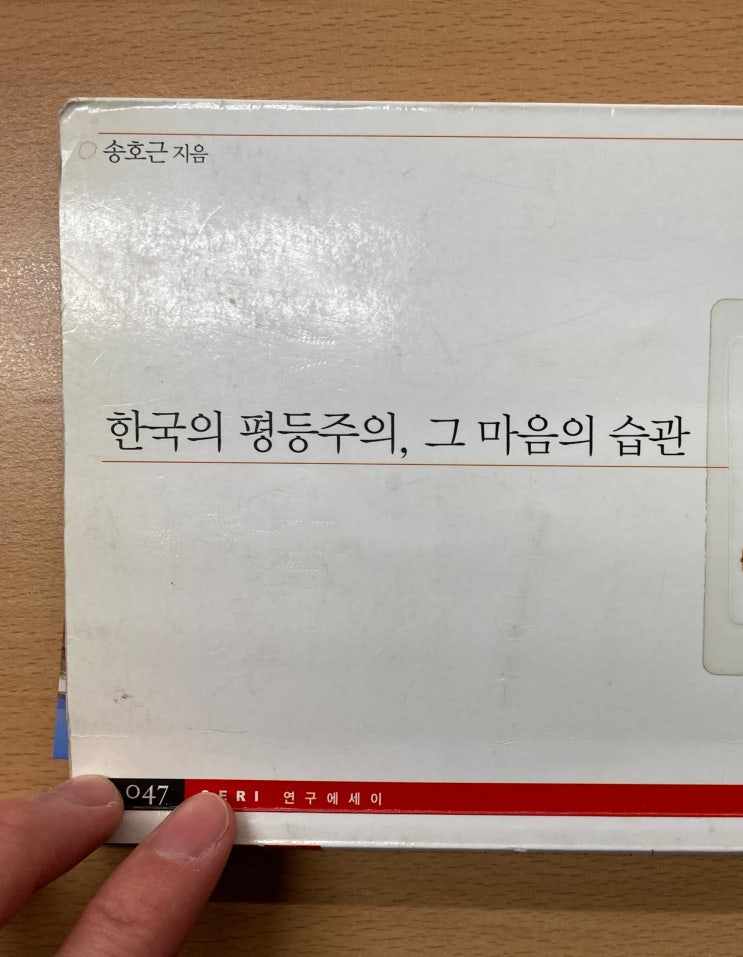 송호근 지음
한국의 평등주의, 그 마음의 습관
047 SERI 연구에세이